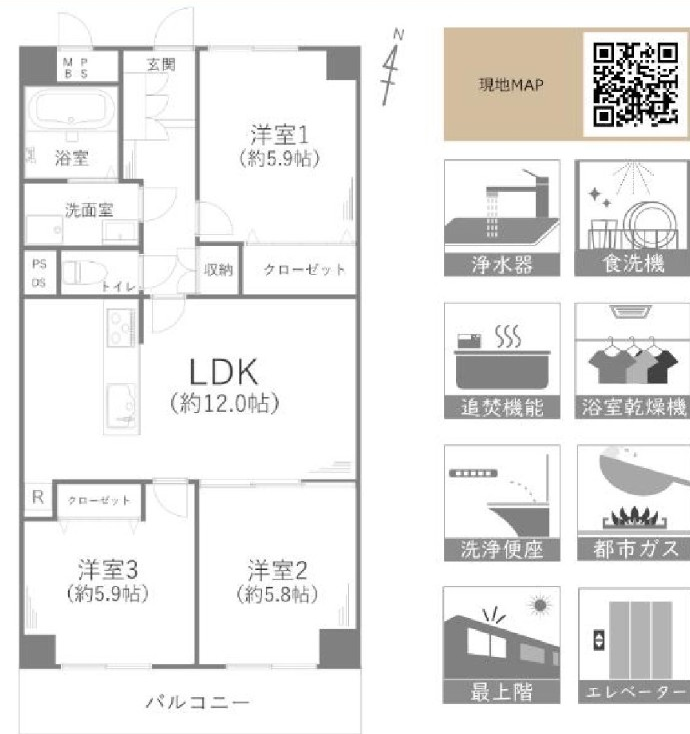 N
現地MAP
M P
B S
玄関
浴室
洋室1
(約5.9帖)
洗面室
PS
DS
トイレ
収納
クローゼット
LDK
(約12.0帖)
R
クローゼット
洋室3
(約5.9帖)
洋室2
(約5.8帖)
バルコニー
浄水器
食洗機
追焚機能
浴室乾燥機
洗浄便座
都市ガス
最上階
エレベーター